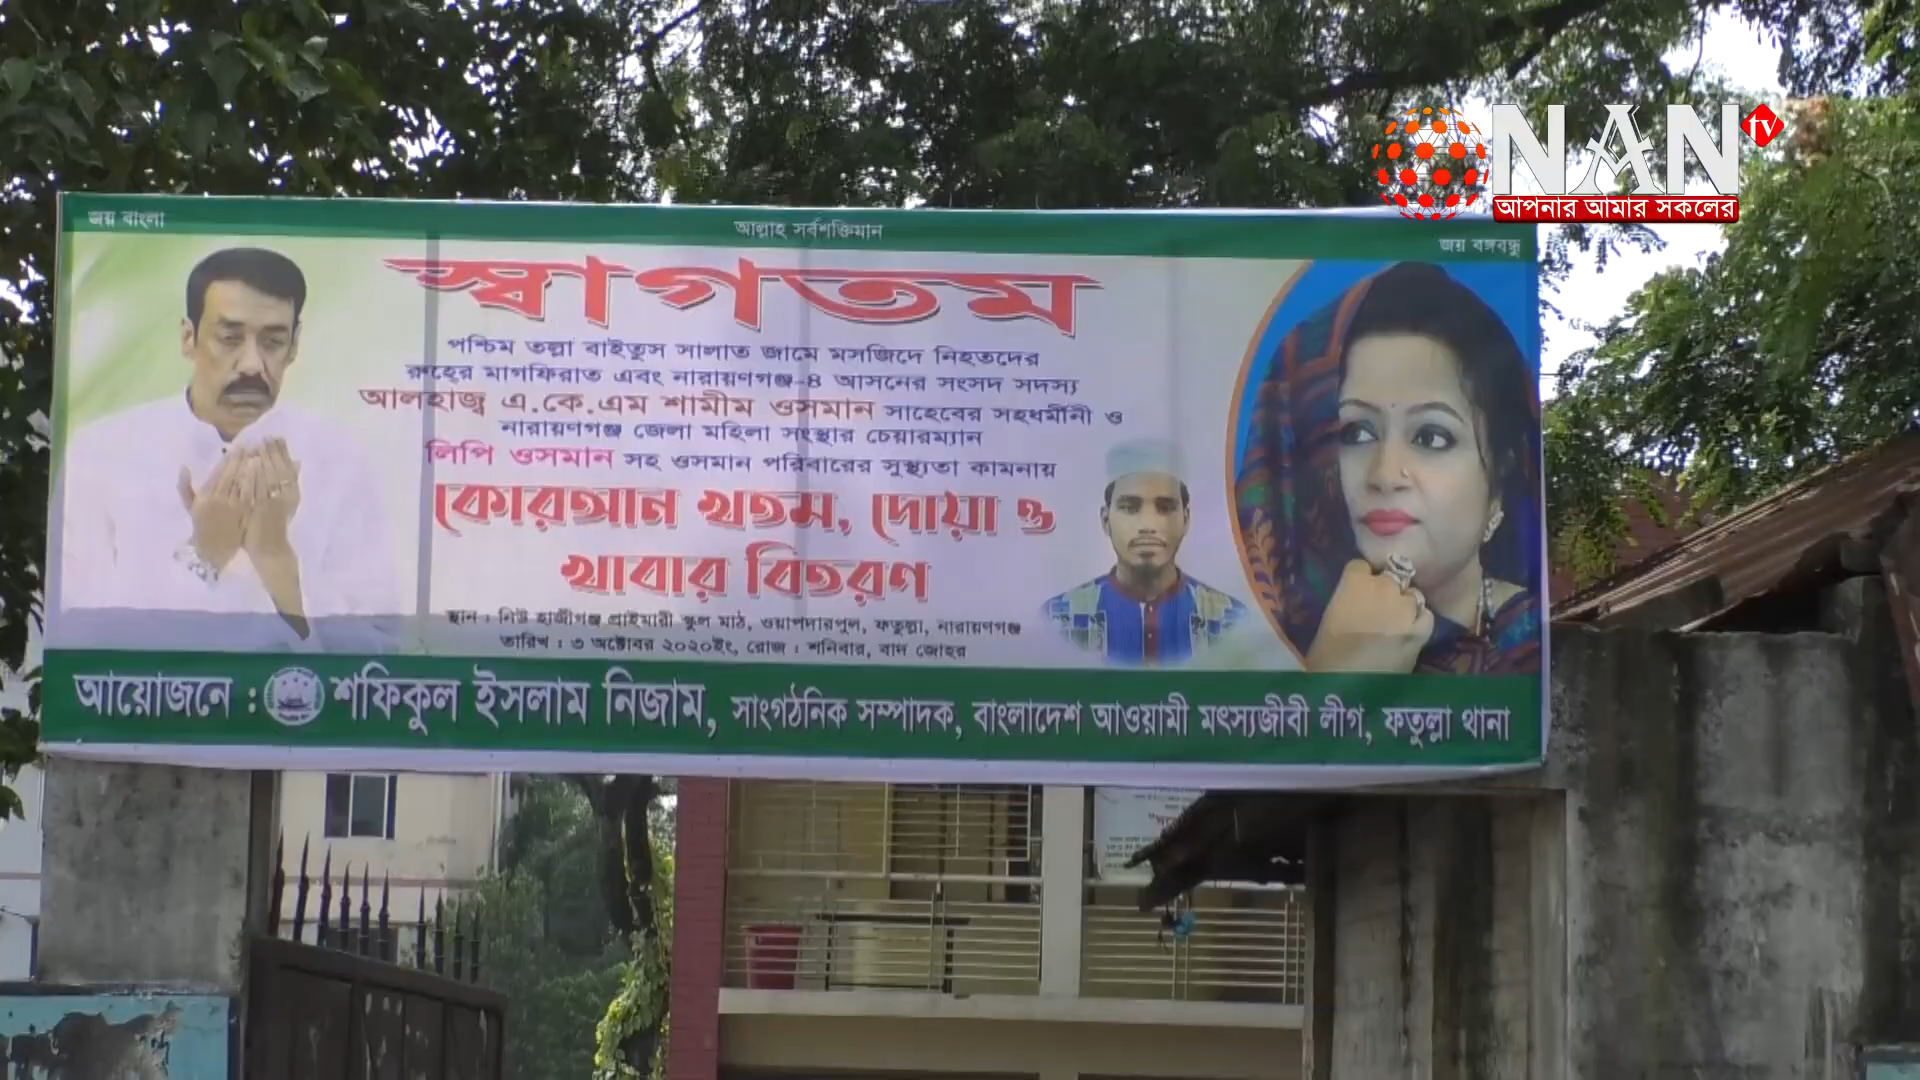 NAN tv
আপনার আমার সকলের
জয় বাংলা
আল্লাহ সর্বশক্তিমান
জয় বঙ্গবন্ধু
স্বাগতম
পশ্চিম তল্লা বাইতুস সালাত জামে মসজিদে নিহতদের
রুহের মাগফিরাত এবং নারায়ণগঞ্জ-৪ আসনের সংসদ সদস্য
আলহাজ্ব এ.কে.এম শামীম ওসমান সাহেবের সহধর্মীনী ও
নারায়ণগঞ্জ জেলা মহিলা সংস্থার চেয়ারম্যান
লিপি ওসমান সহ ওসমান পরিবারের সুস্থ্যতা কামনায়
কোরআন খতম, দোয়া ও
খাবার বিতরণ
স্থান : নিউ হাজীগঞ্জ প্রাইমারী স্কুল মাঠ, ওয়াপদারপুল, ফতুল্লা, নারায়ণগঞ্জ
তারিখ : ৩ অক্টোবর ২০২০ইং, রোজ : শনিবার, বাদ জোহর
আয়োজনে : শফিকুল ইসলাম নিজাম, সাংগঠনিক সম্পাদক, বাংলাদেশ আওয়ামী মৎস্যজীবী লীগ, ফতুল্লা থানা